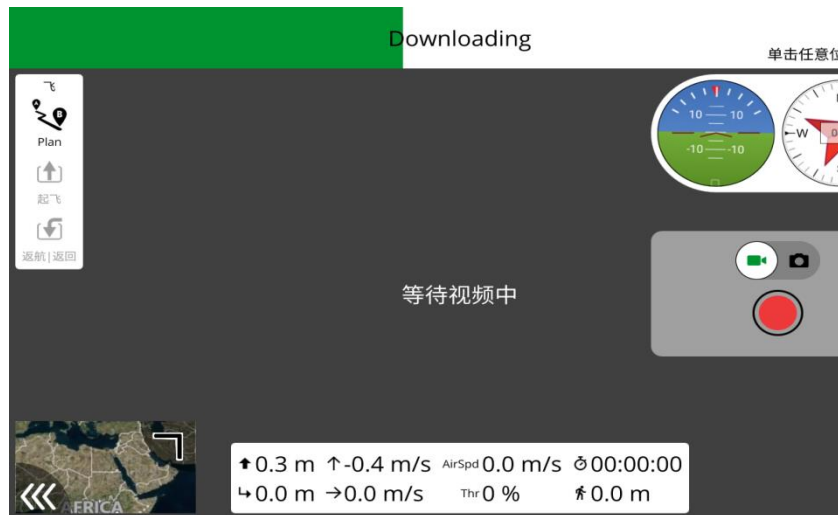 Downloading
单击任意位
飞
Plan
起飞
返航|返回
10 10
-10 -10
W
等待视频中
0.3 m -0.4 m/s AirSpd 0.0 m/s 00:00:00
0.0 m 0.0 m/s Thr 0 % 0.0 m
AFRICA